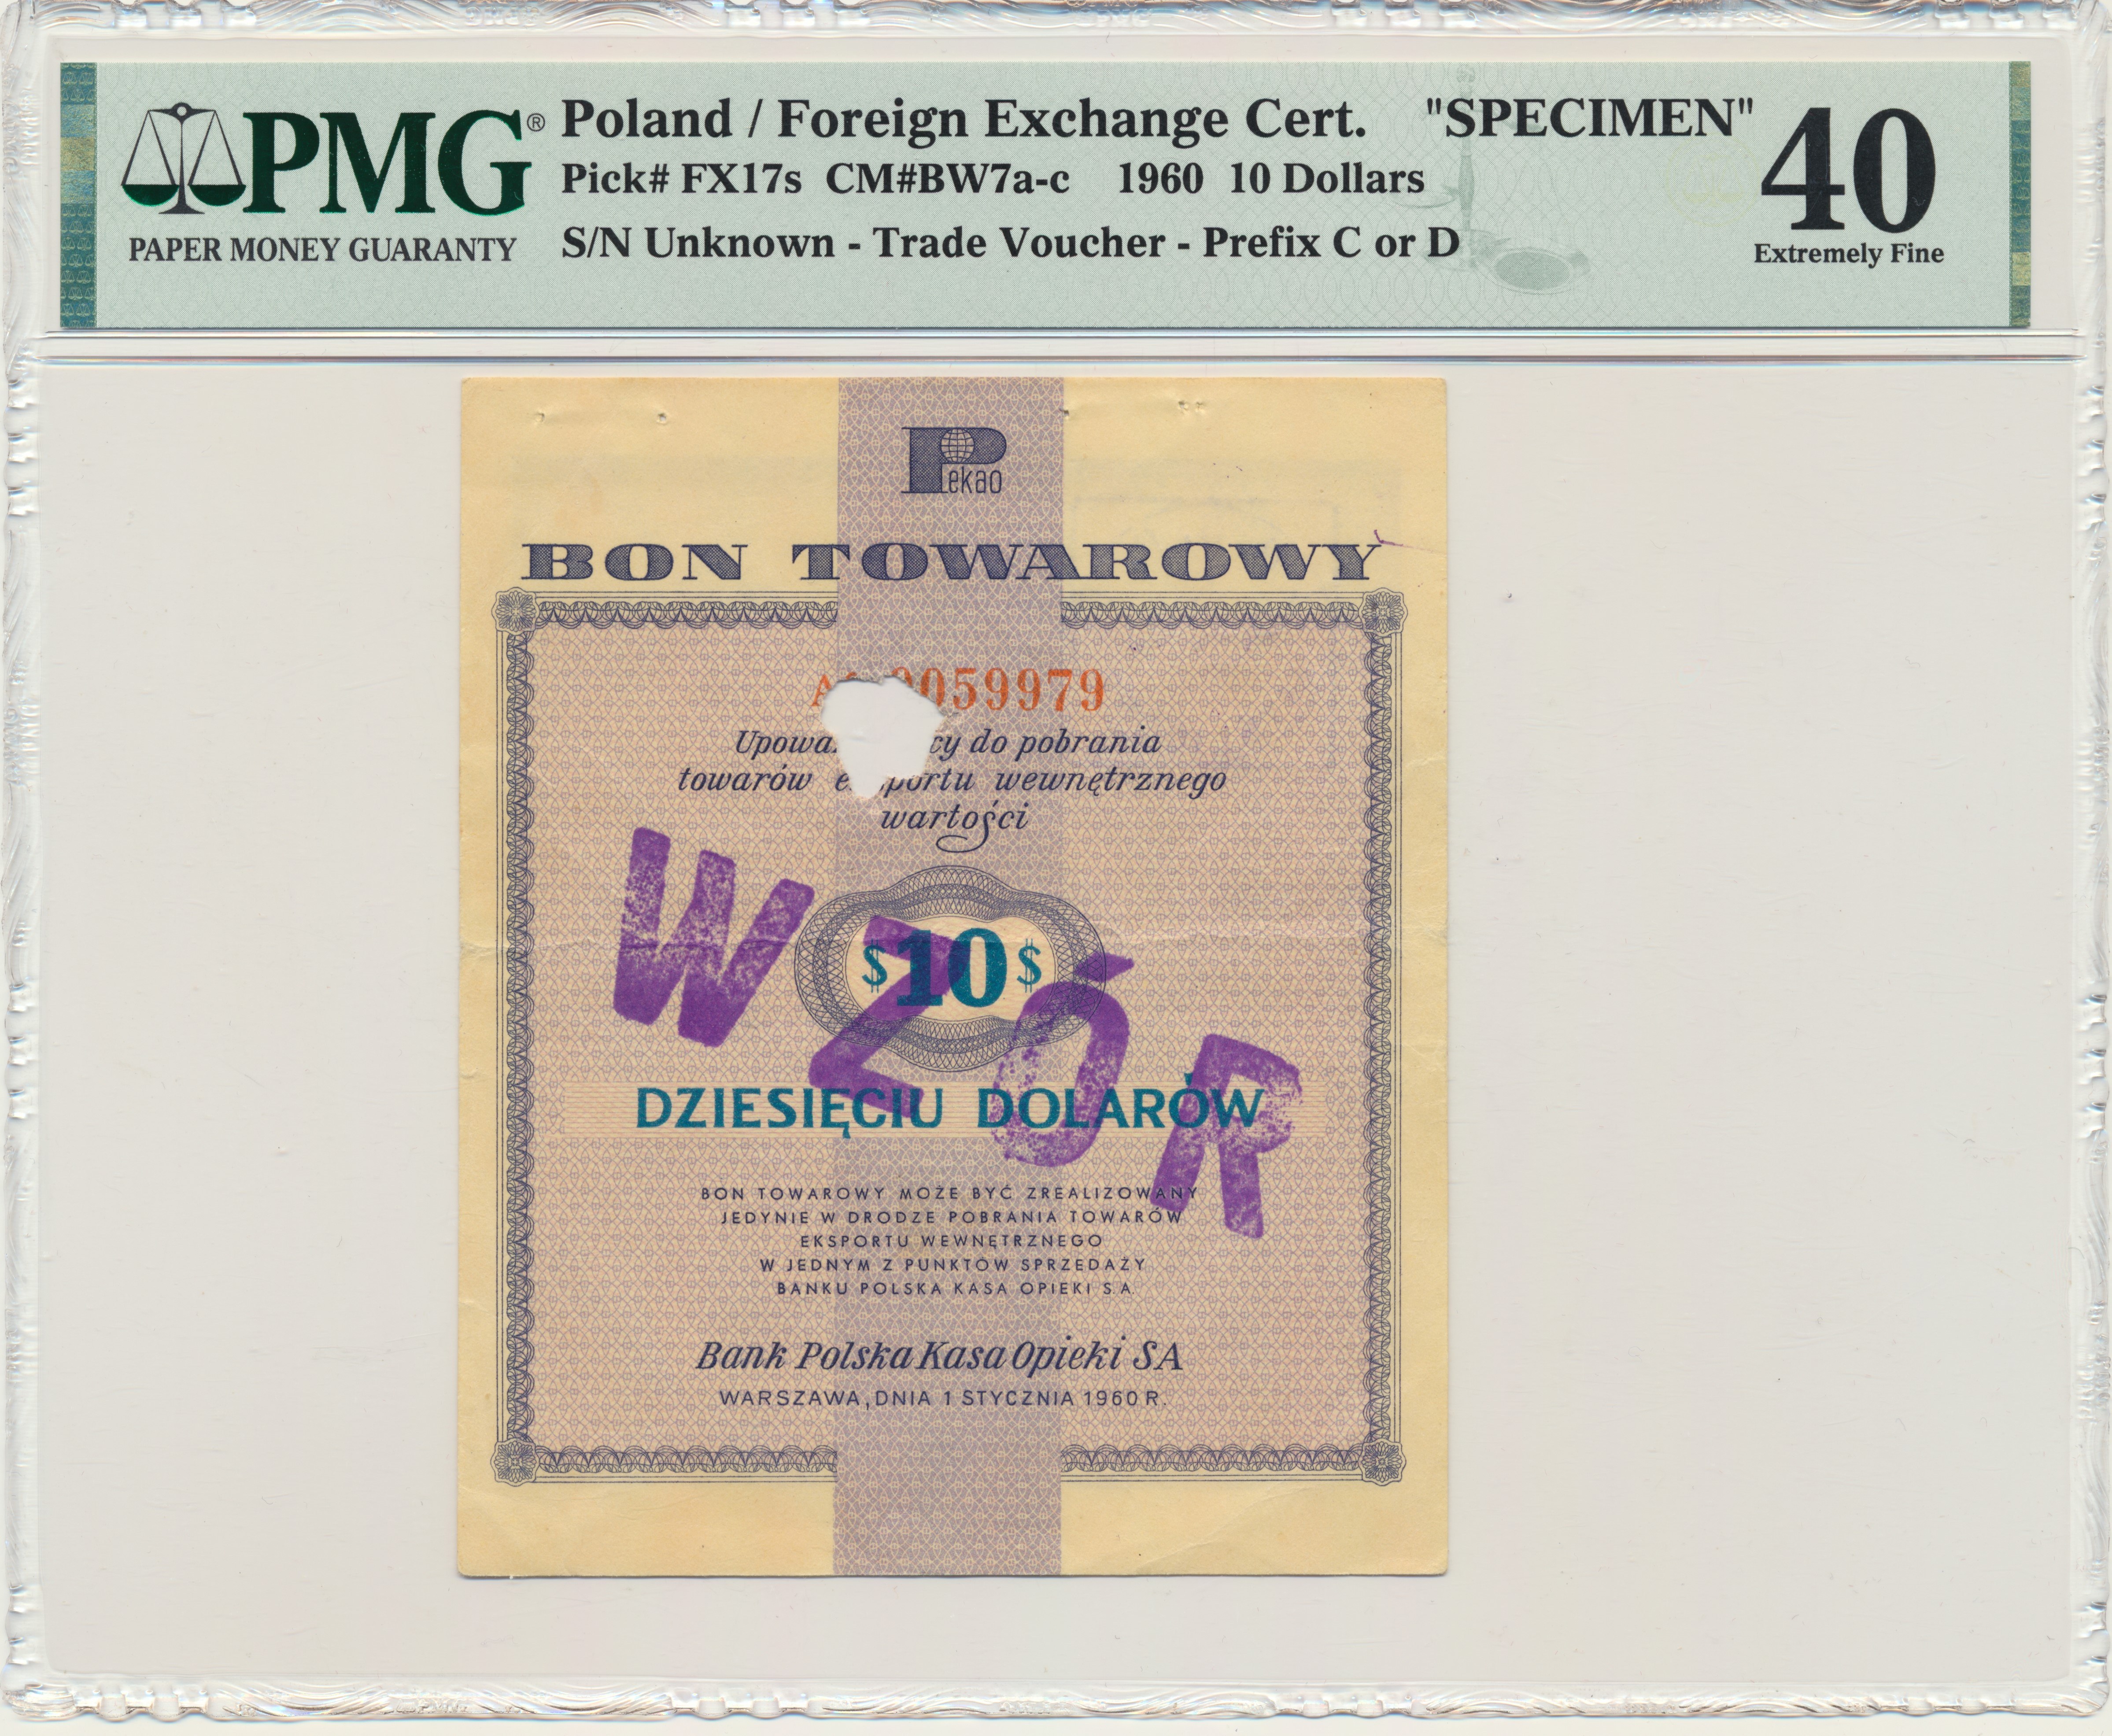 PMG® Poland / Foreign Exchange Cert. "SPECIMEN" 40
Pick# FX17s CM#BW7a-c 1960 10 Dollars
PAPER MONEY GUARANTY S/N Unknown - Trade Voucher - Prefix C or D Extremely Fine
Pekao
BON TOWAROWY
0059979
do pobrania
towarów wewnętrznego
wartości
$10$
WZÓR
DZIESIĘCIU DOLARÓW
BON TOWAROWY MOŻE BYĆ ZREALIZOWANY
JEDYNIE W DRODZE POBRANIA TOWARÓW
EKSPORTU WEWNĘTRZNEGO
W JEDNYM Z PUNKTÓW SPRZEDAŻY
BANKU POLSKA KASA OPIEKI S.A.
Bank Polska Kasa Opieki SA
WARSZAWA, DNIA 1 STYCZNIA 1960 R.